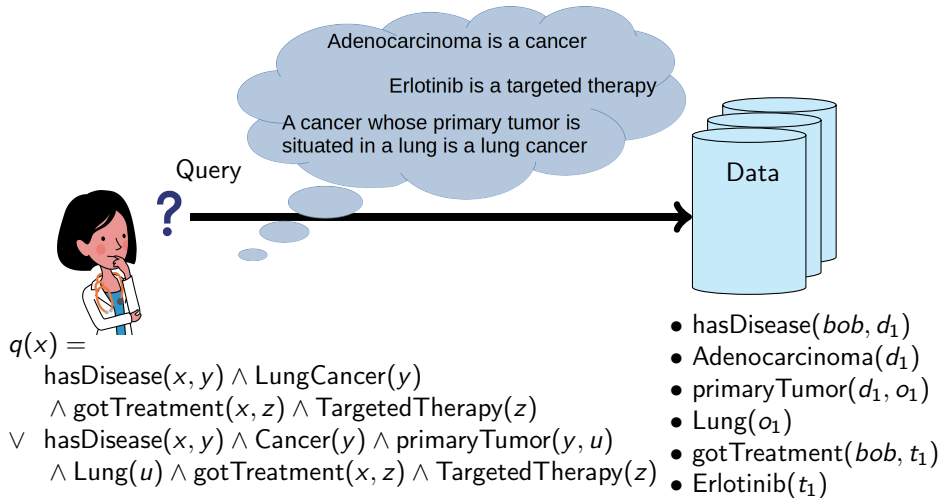 Adenocarcinoma is a cancer
Erlotinib is a targeted therapy
A cancer whose primary tumor is
situated in a lung is a lung cancer
Query
?
Data
q(x) =
hasDisease(x, y) ∧ LungCancer(y)
∧ gotTreatment(x, z) ∧ TargetedTherapy(z)
∨ hasDisease(x, y) ∧ Cancer(y) ∧ primaryTumor(y, u)
∧ Lung(u) ∧ gotTreatment(x, z) ∧ TargetedTherapy(z)
• hasDisease(bob, d₁)
• Adenocarcinoma(d₁)
• primaryTumor(d₁, o₁)
• Lung(o₁)
• gotTreatment(bob, t₁)
• Erlotinib(t₁)